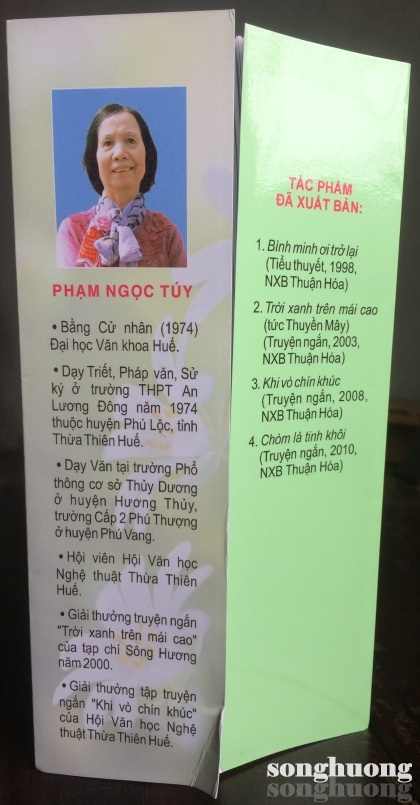 PHẠM NGỌC TÚY
• Bằng Cử nhân (1974)
Đại học Văn khoa Huế.
• Dạy Triết, Pháp văn, Sử
ký ở trường THPT An
Lương Đông năm 1974
thuộc huyện Phú Lộc, tỉnh
Thừa Thiên Huế.
• Dạy Văn tại trường Phổ
thông cơ sở Thủy Dương
ở huyện Hương Thủy,
trường Cấp 2 Phú Thượng
ở huyện Phú Vang.
• Hội viên Hội Văn học
Nghệ thuật Thừa Thiên
Huế.
• Giải thưởng truyện ngắn
"Trời xanh trên mái cao"
của tạp chí Sông Hương
năm 2000.
• Giải thưởng tập truyện
ngắn "Khi vò chín khúc"
của Hội Văn học Nghệ
thuật Thừa Thiên Huế.
TÁC PHẨM
ĐÃ XUẤT BẢN:
1. Bình minh ơi trở lại
(Tiểu thuyết, 1998,
NXB Thuận Hóa)
2. Trời xanh trên mái cao
(tức Thuyền Mây)
(Truyện ngắn, 2003,
NXB Thuận Hóa)
3. Khi vò chín khúc
(Truyện ngắn, 2008,
NXB Thuận Hóa)
4. Chòm lá tinh khôi
(Truyện ngắn, 2010,
NXB Thuận Hóa)
songhuong